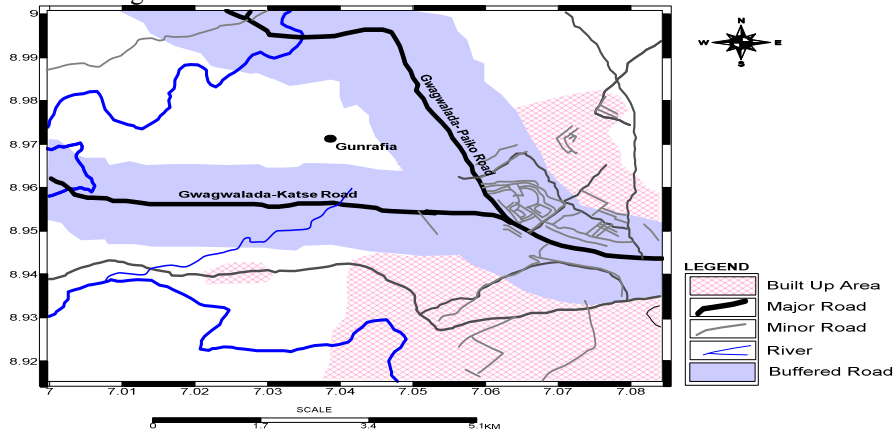 9
8.99
8.98
8.97
8.96
8.95
8.94
8.93
8.92
7
7.01
7.02
7.03
7.04
7.05
7.06
7.07
7.08
Gwagwalada- Paiko Road
Gunrafia
Gwagwalada-Katse Road
N
W E
S
LEGEND
Built Up Area
Major Road
Minor Road
River
Buffered Road
SCALE
0 1.7 3.4 5.1KM